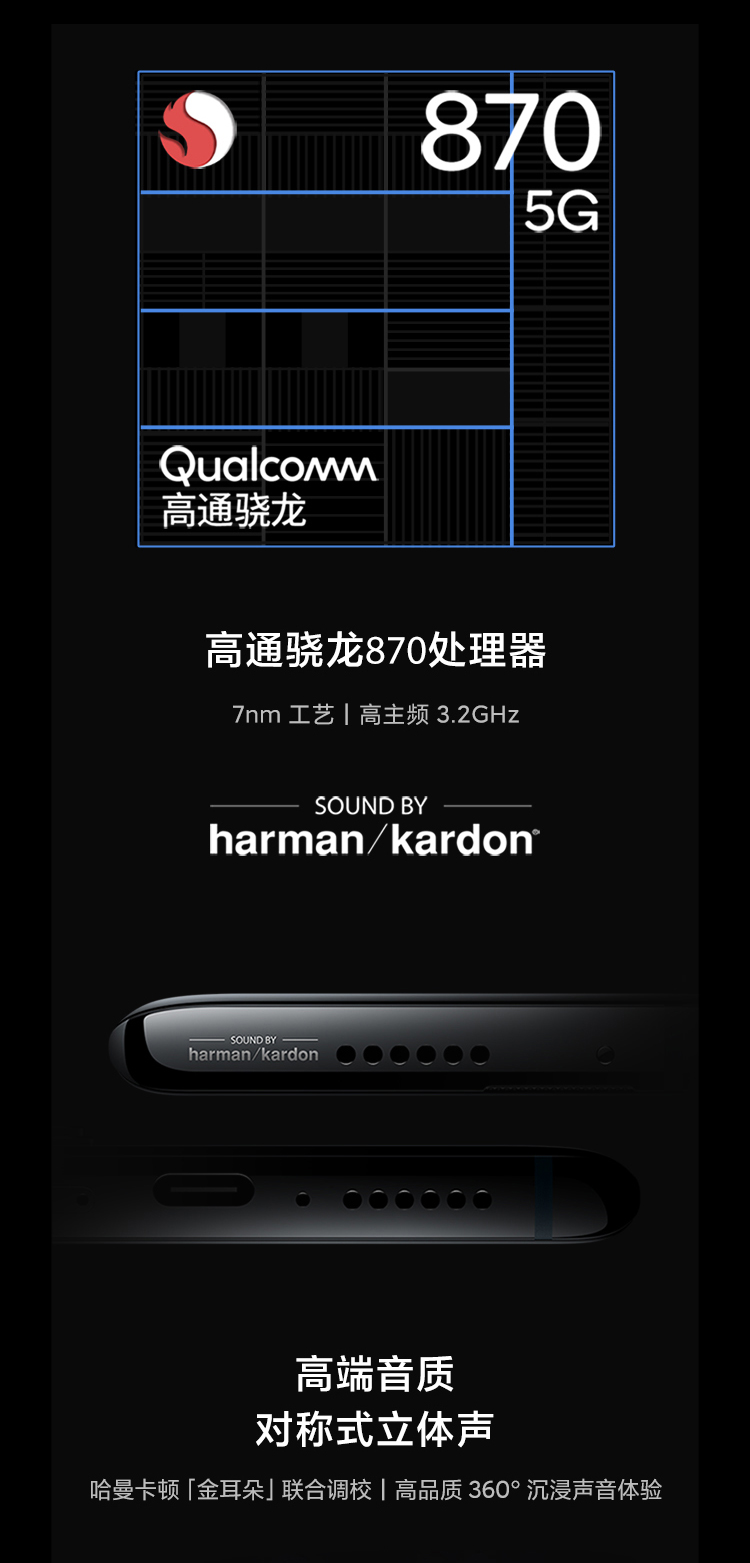 870
5G
Qualcomm
高通骁龙
高通骁龙870处理器
7nm 工艺丨高主频 3.2GHz
SOUND BY
harman/kardon®
SOUND BY
harman/kardon
高端音质
对称式立体声
哈曼卡顿「金耳朵」联合调校丨高品质 360° 沉浸声音体验